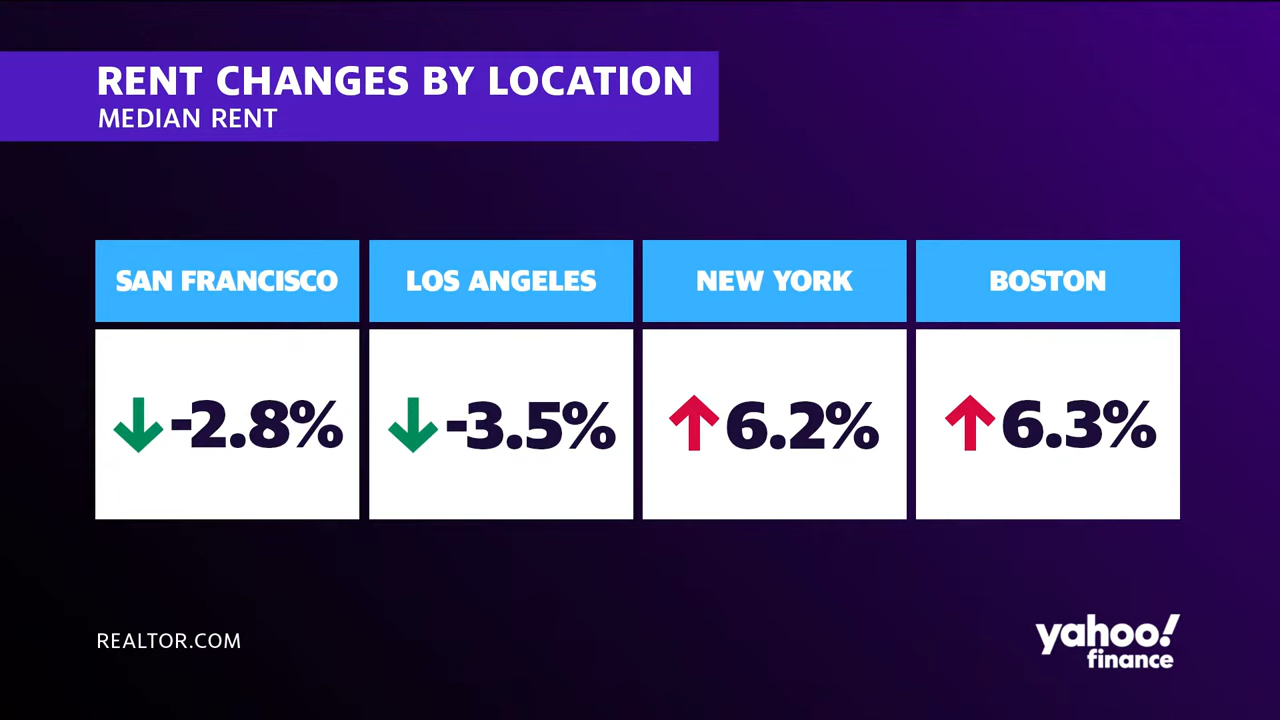 RENT CHANGES BY LOCATION
MEDIAN RENT
SAN FRANCISCO
LOS ANGELES
NEW YORK
BOSTON
-2.8%
-3.5%
6.2%
6.3%
REALTOR.COM
yahoo!
finance